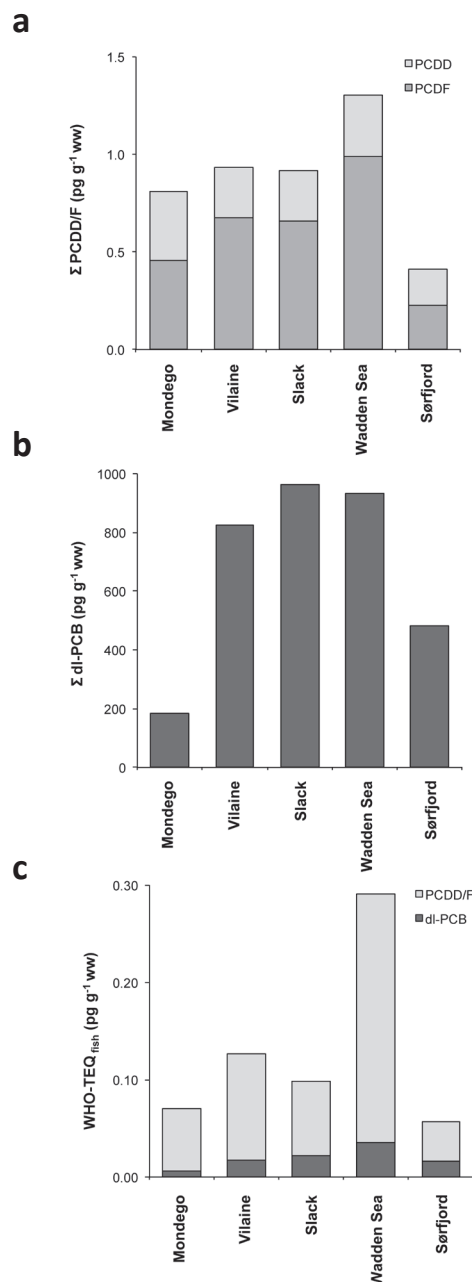 a
1.5
1.0
0.5
0.0
Σ PCDD/F (pg g⁻¹ ww)
PCDD
PCDF
Mondego
Vilaine
Slack
Wadden Sea
Sørfjord
b
1000
800
600
400
200
0
Σ dl-PCB (pg g⁻¹ ww)
Mondego
Vilaine
Slack
Wadden Sea
Sørfjord
c
0.30
0.20
0.10
0.00
WHO-TEQ fish (pg g⁻¹ ww)
PCDD/F
dl-PCB
Mondego
Vilaine
Slack
Wadden Sea
Sørfjord